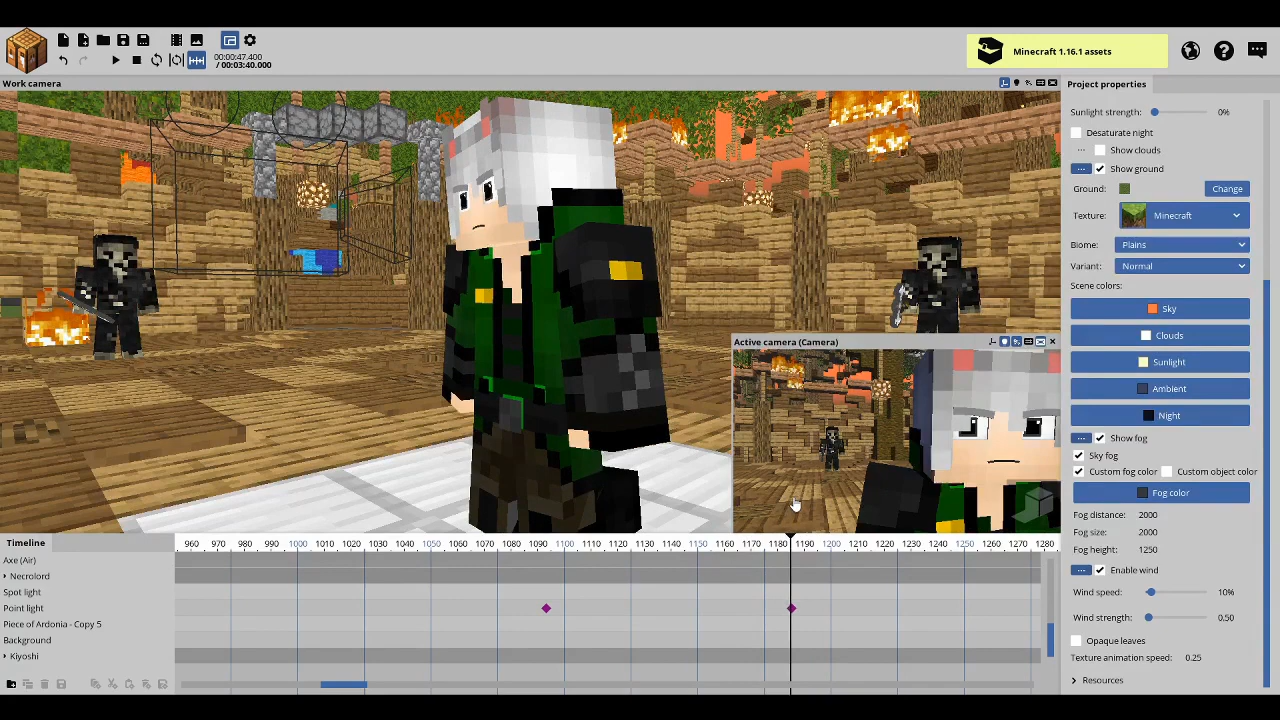 00:00:47.400
/ 00:03:40.000
Minecraft 1.16.1 assets
Work camera
Project properties
Sunlight strength: 0%
Desaturate night
Show clouds
Show ground
Ground: Change
Texture: Minecraft
Biome: Plains
Variant: Normal
Scene colors:
Sky
Clouds
Sunlight
Ambient
Night
Show fog
Sky fog
Custom fog color Custom object color
Fog color
Fog distance: 2000
Fog size: 2000
Fog height: 1250
Enable wind
Wind speed: 10%
Wind strength: 0.50
Opaque leaves
Texture animation speed: 0.25
Resources
Active camera (Camera)
Timeline
960 970 980 990 1000 1010 1020 1030 1040 1050 1060 1070 1080 1090 1100 1110 1120 1130 1140 1150 1160 1170 1180 1190 1200 1210 1220 1230 1240 1250 1260 1270 1280
Axe (Air)
Necrolord
Spot light
Point light
Piece of Ardonia - Copy 5
Background
Kiyoshi